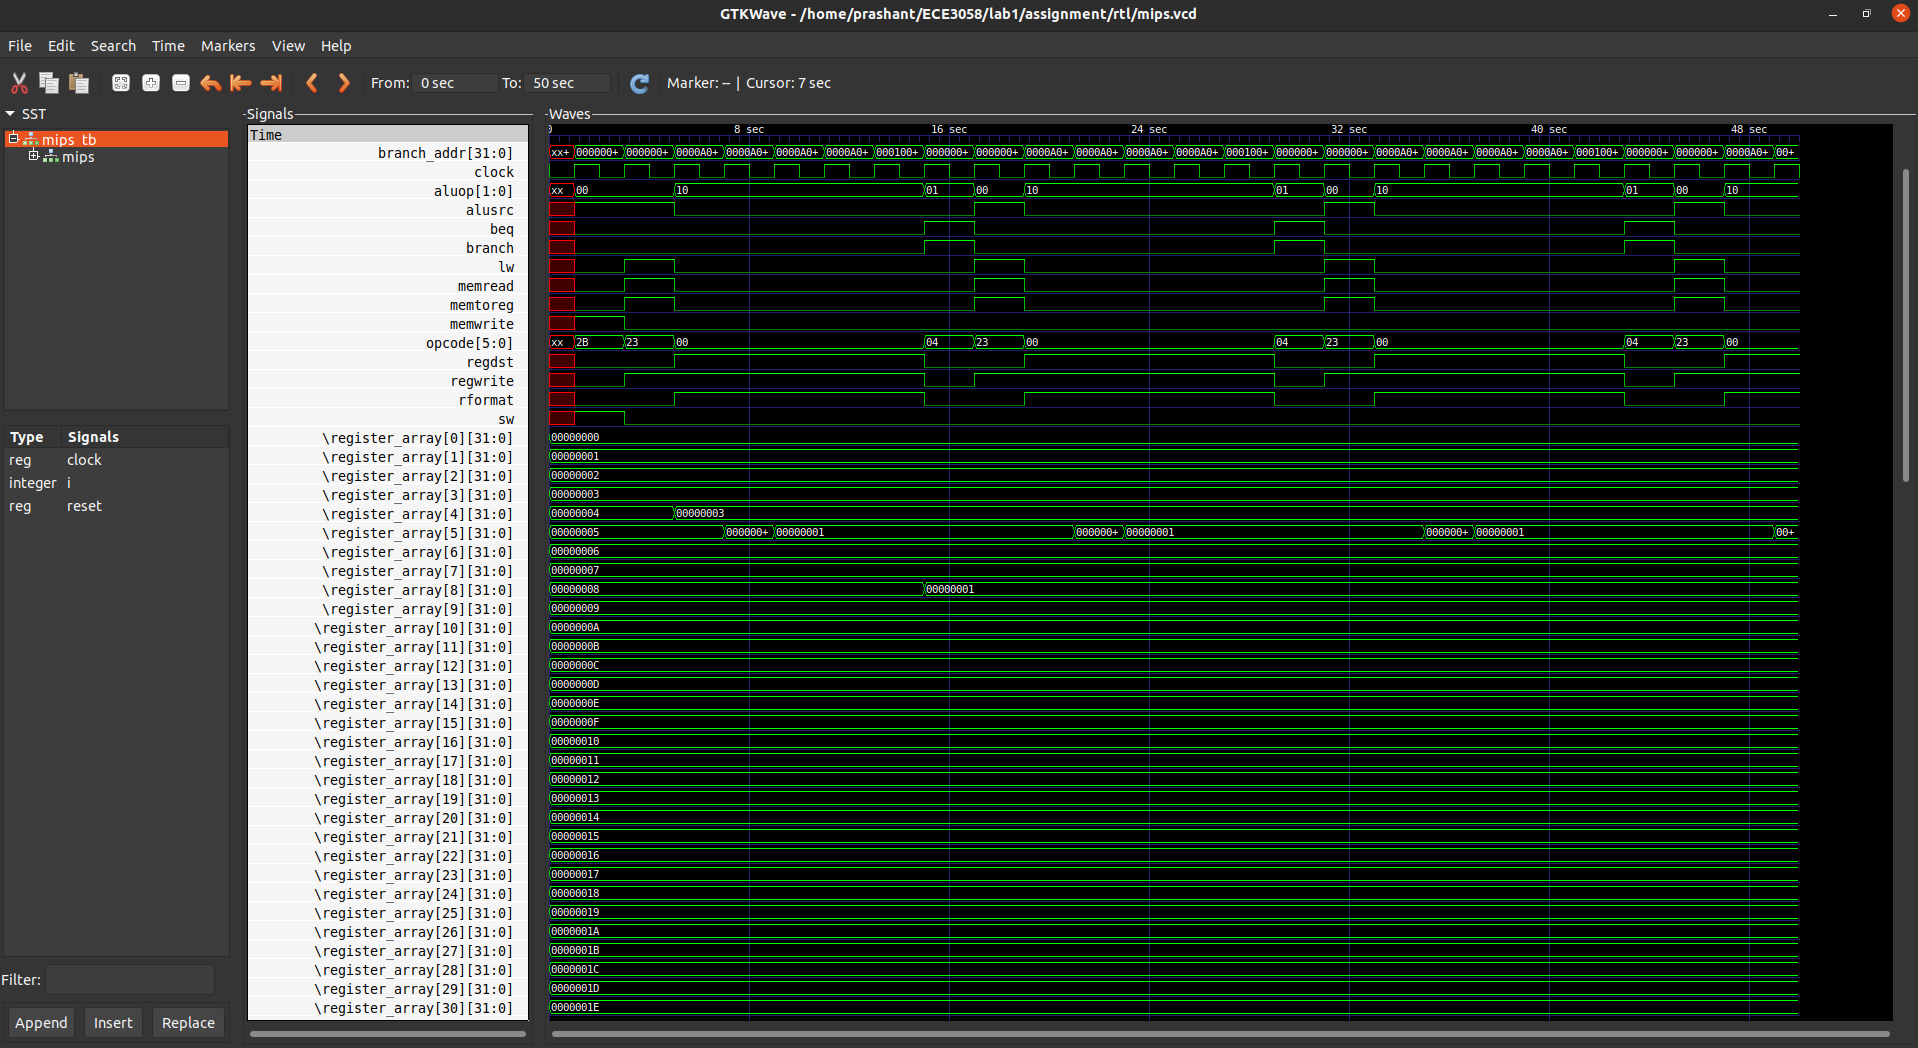 GTKWave - /home/prashant/ECE3058/lab1/assignment/rtl/mips.vcd
File Edit Search Time Markers View Help
From: 0 sec To: 50 sec Marker: -- | Cursor: 7 sec
SST
mips_tb
mips
Type Signals
reg clock
integer i
reg reset
Filter:
Append Insert Replace
Signals
Time
branch_addr[31:0]
clock
aluop[1:0]
alusrc
beq
branch
lw
memread
memtoreg
memwrite
opcode[5:0]
regdst
regwrite
rformat
sw
\register_array[0][31:0]
\register_array[1][31:0]
\register_array[2][31:0]
\register_array[3][31:0]
\register_array[4][31:0]
\register_array[5][31:0]
\register_array[6][31:0]
\register_array[7][31:0]
\register_array[8][31:0]
\register_array[9][31:0]
\register_array[10][31:0]
\register_array[11][31:0]
\register_array[12][31:0]
\register_array[13][31:0]
\register_array[14][31:0]
\register_array[15][31:0]
\register_array[16][31:0]
\register_array[17][31:0]
\register_array[18][31:0]
\register_array[19][31:0]
\register_array[20][31:0]
\register_array[21][31:0]
\register_array[22][31:0]
\register_array[23][31:0]
\register_array[24][31:0]
\register_array[25][31:0]
\register_array[26][31:0]
\register_array[27][31:0]
\register_array[28][31:0]
\register_array[29][31:0]
\register_array[30][31:0]
Waves
0 8 sec 16 sec 24 sec 32 sec 40 sec 48 sec
xx+ 000000+ 000000+ 0000A0+ 0000A0+ 0000A0+ 0000A0+ 000100+ 000000+ 000000+ 0000A0+ 0000A0+ 0000A0+ 0000A0+ 000100+ 000000+ 000000+ 0000A0+ 0000A0+ 0000A0+ 0000A0+ 000100+ 000000+ 000000+ 0000A0+ 00+
xx 00 10 01 00 10 01 00 10 01 00 10
xx 2B 23 00 04 23 00 04 23 00 04 23 00
00000000
00000001
00000002
00000003
00000004 00000003
00000005 000000+ 00000001 000000+ 00000001 000000+ 00000001 00+
00000006
00000007
00000008 00000001
00000009
0000000A
0000000B
0000000C
0000000D
0000000E
0000000F
00000010
00000011
00000012
00000013
00000014
00000015
00000016
00000017
00000018
00000019
0000001A
0000001B
0000001C
0000001D
0000001E